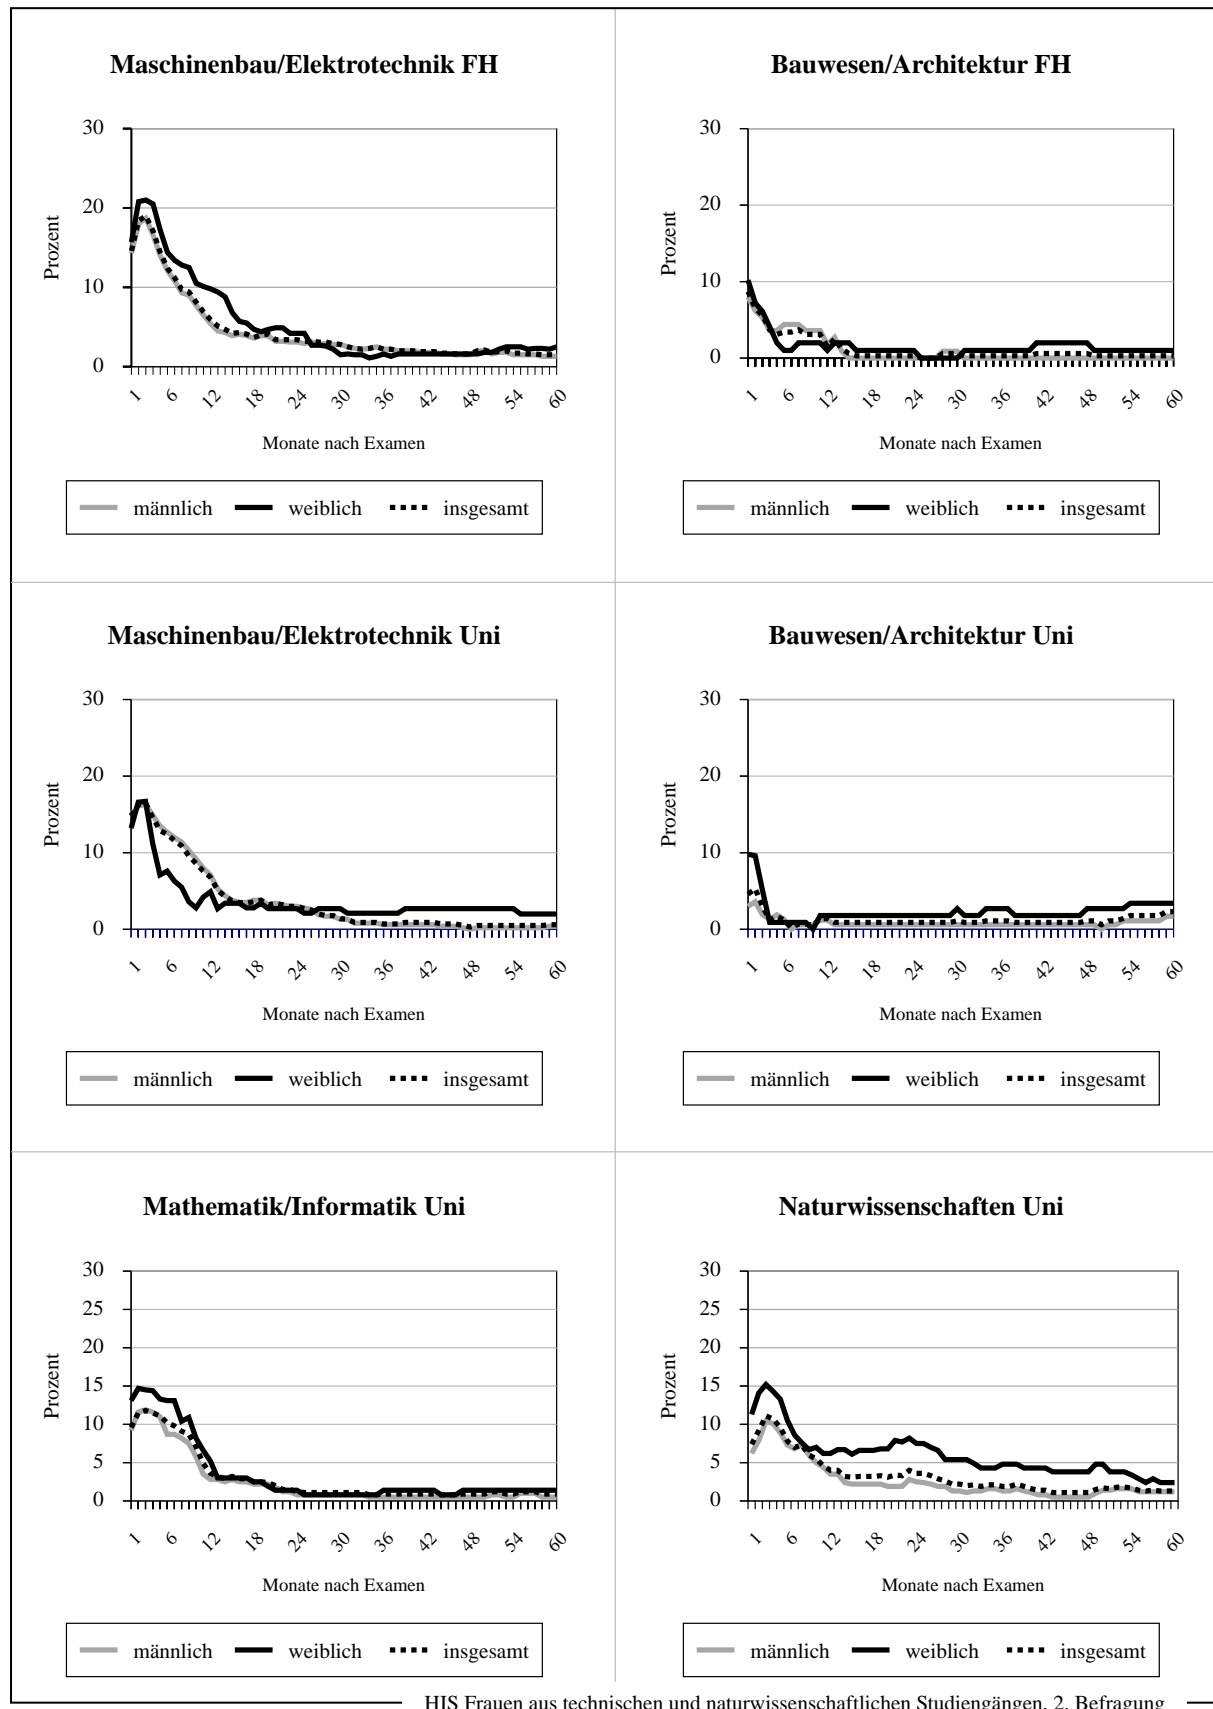 Maschinenbau/Elektrotechnik FH
30
20
10
0
Prozent
1 6 12 18 24 30 36 42 48 54 60
Monate nach Examen
männlich weiblich insgesamt
Bauwesen/Architektur FH
30
20
10
0
Prozent
1 6 12 18 24 30 36 42 48 54 60
Monate nach Examen
männlich weiblich insgesamt
Maschinenbau/Elektrotechnik Uni
30
20
10
0
Prozent
1 6 12 18 24 30 36 42 48 54 60
Monate nach Examen
männlich weiblich insgesamt
Bauwesen/Architektur Uni
30
20
10
0
Prozent
1 6 12 18 24 30 36 42 48 54 60
Monate nach Examen
männlich weiblich insgesamt
Mathematik/Informatik Uni
30
25
20
15
10
5
0
Prozent
1 6 12 18 24 30 36 42 48 54 60
Monate nach Examen
männlich weiblich insgesamt
Naturwissenschaften Uni
30
25
20
15
10
5
0
Prozent
1 6 12 18 24 30 36 42 48 54 60
Monate nach Examen
männlich weiblich insgesamt
HIS Frauen aus technischen und naturwissenschaftlichen Studiengängen, 2. Befragung